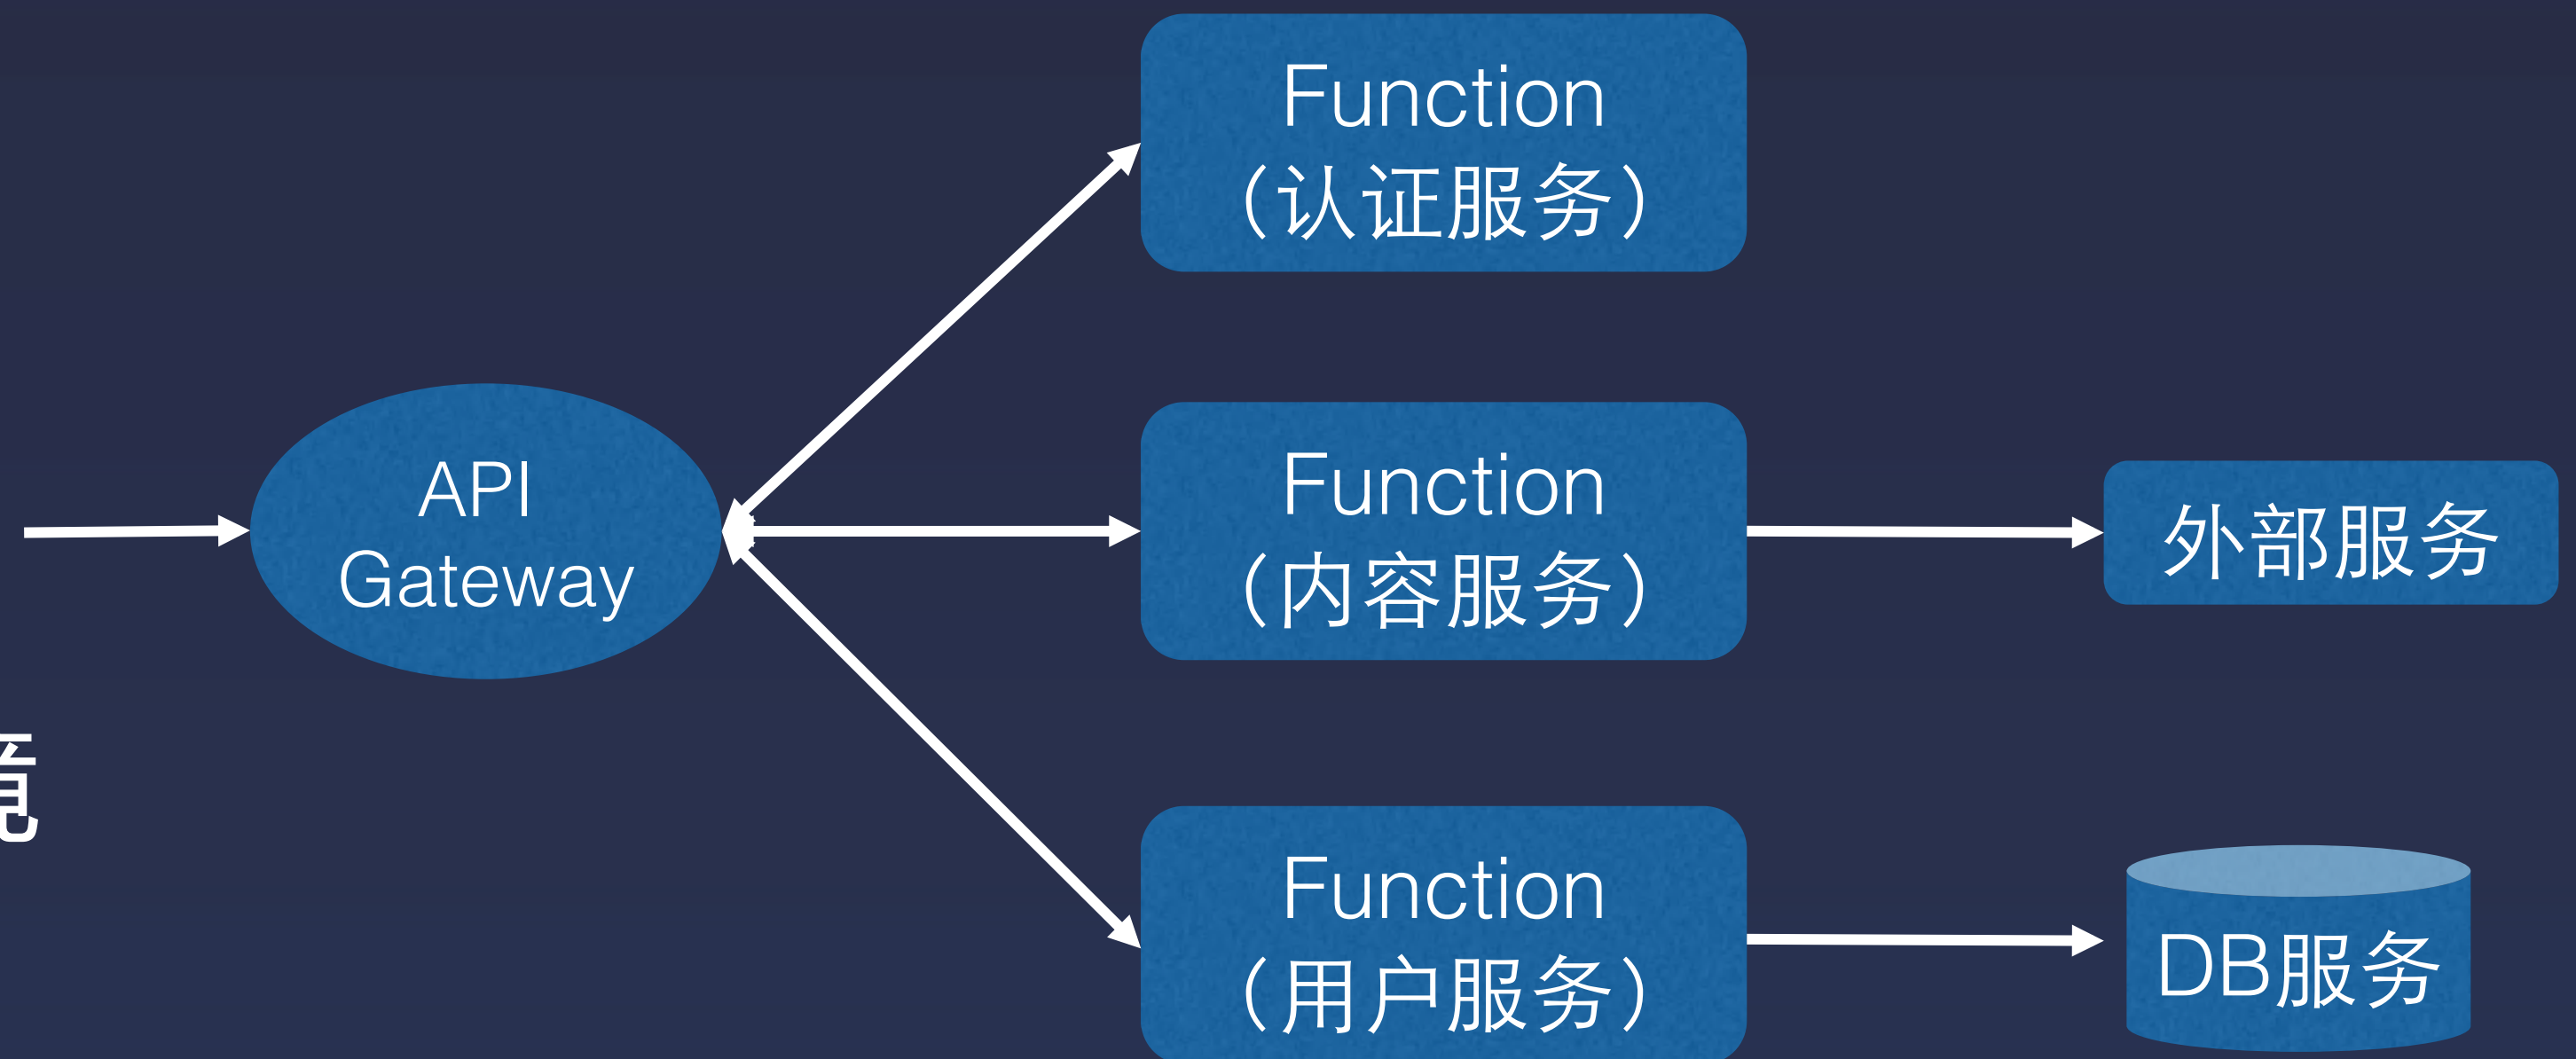 Function
（认证服务）
API
Gateway
Function
（内容服务）
外部服务
Function
（用户服务）
DB服务